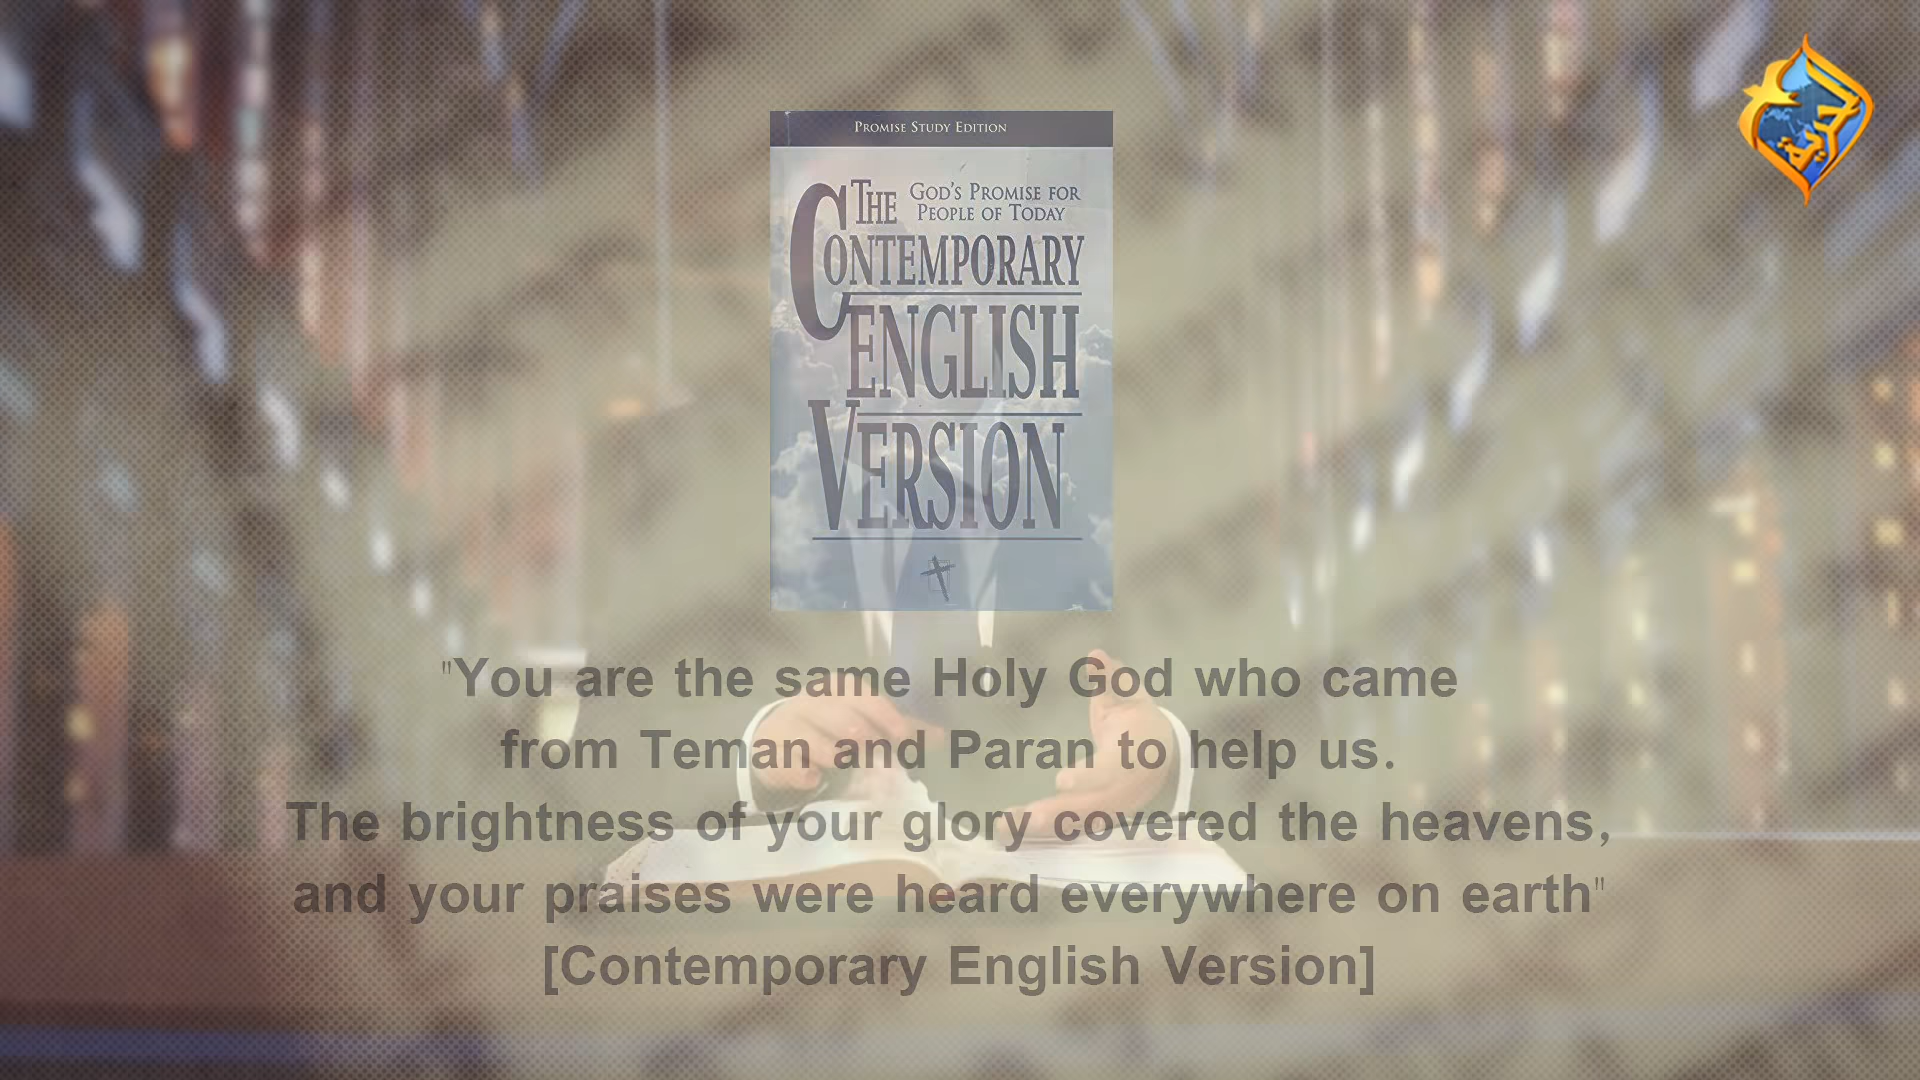 PROMISE STUDY EDITION
THE GOD'S PROMISE FOR
PEOPLE OF TODAY
CONTEMPORARY
ENGLISH
VERSION
"You are the same Holy God who came
from Teman and Paran to help us.
The brightness of your glory covered the heavens,
and your praises were heard everywhere on earth"
[Contemporary English Version]